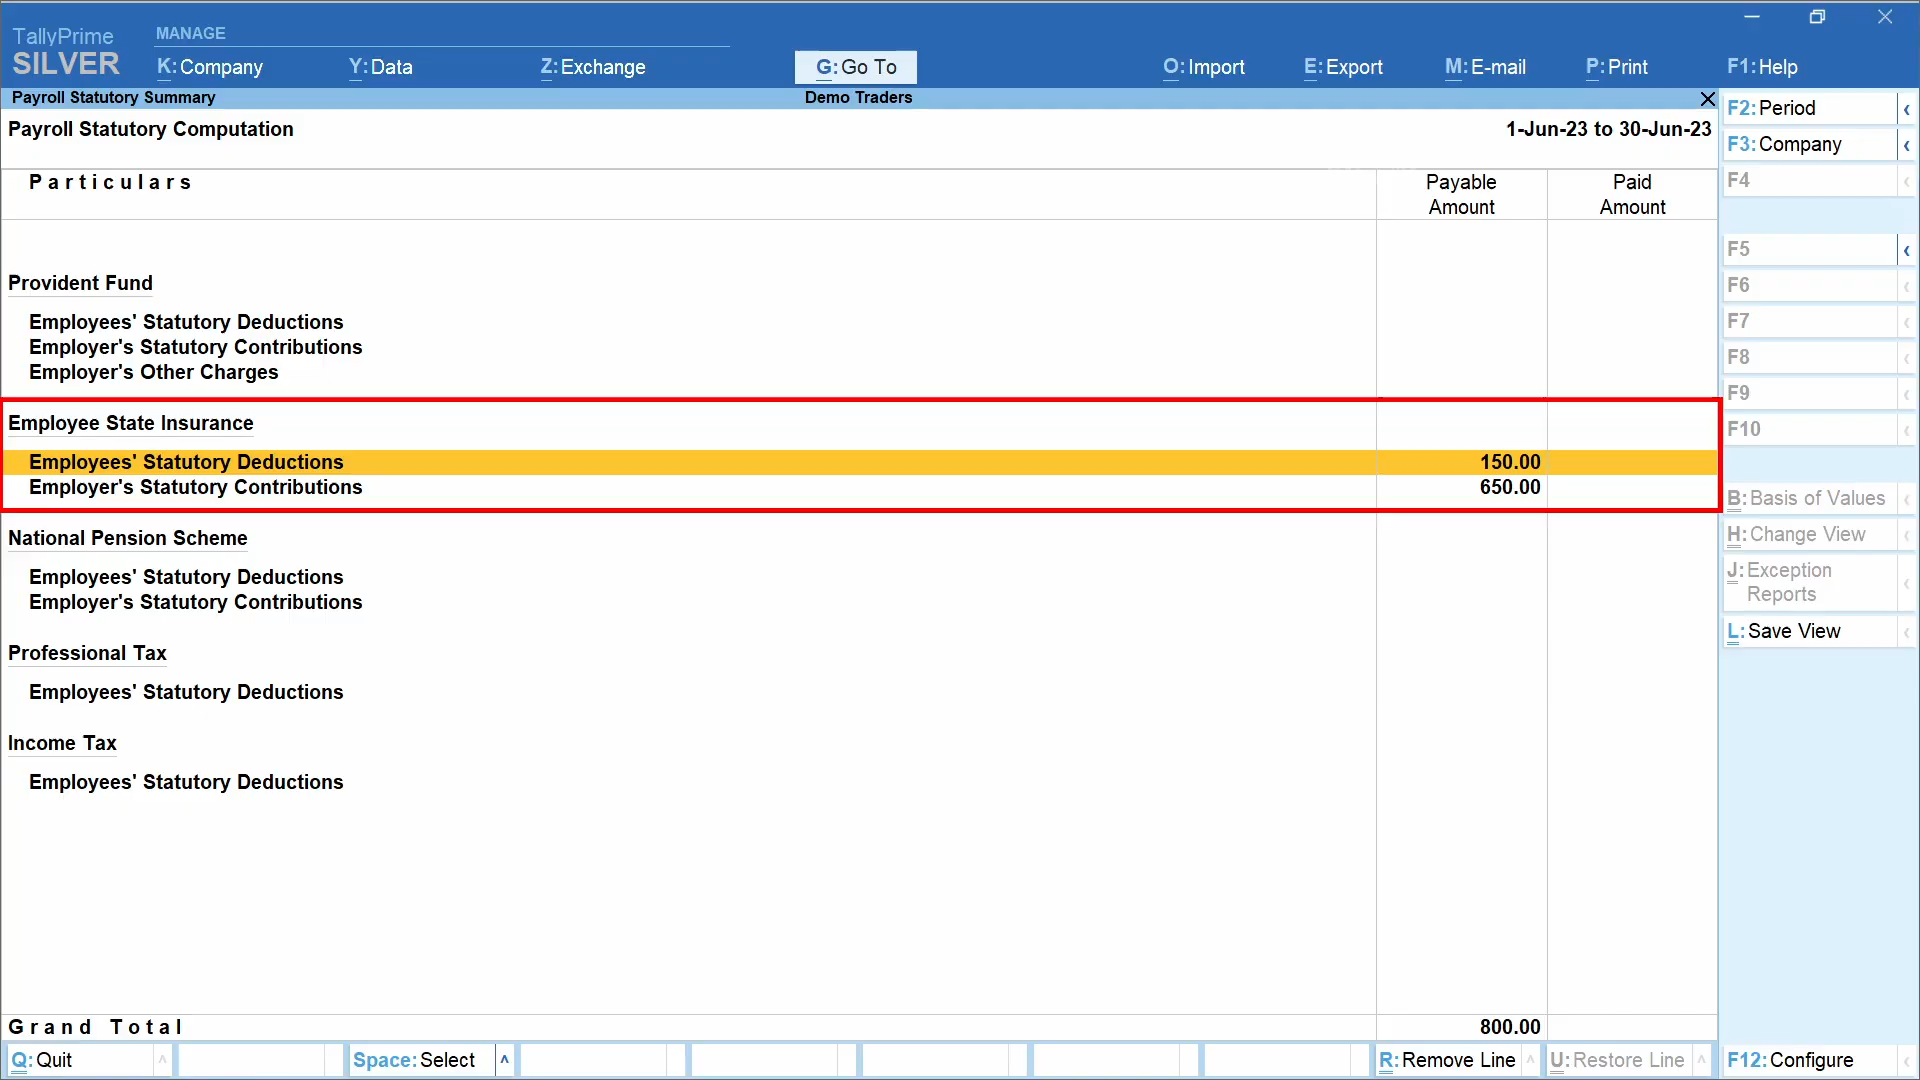 TallyPrime
SILVER
MANAGE
K: Company
Y: Data
Z: Exchange
G: Go To
O: Import
E: Export
M: E-mail
P: Print
F1: Help
Payroll Statutory Summary
Demo Traders
Payroll Statutory Computation
1-Jun-23 to 30-Jun-23
Particulars
Payable
Amount
Paid
Amount
Provident Fund
Employees' Statutory Deductions
Employer's Statutory Contributions
Employer's Other Charges
Employee State Insurance
Employees' Statutory Deductions 150.00
Employer's Statutory Contributions 650.00
National Pension Scheme
Employees' Statutory Deductions
Employer's Statutory Contributions
Professional Tax
Employees' Statutory Deductions
Income Tax
Employees' Statutory Deductions
Grand Total 800.00
F2: Period
F3: Company
F4
F5
F6
F7
F8
F9
F10
B: Basis of Values
H: Change View
J: Exception
Reports
L: Save View
Q: Quit
Space: Select
R: Remove Line
U: Restore Line
F12: Configure